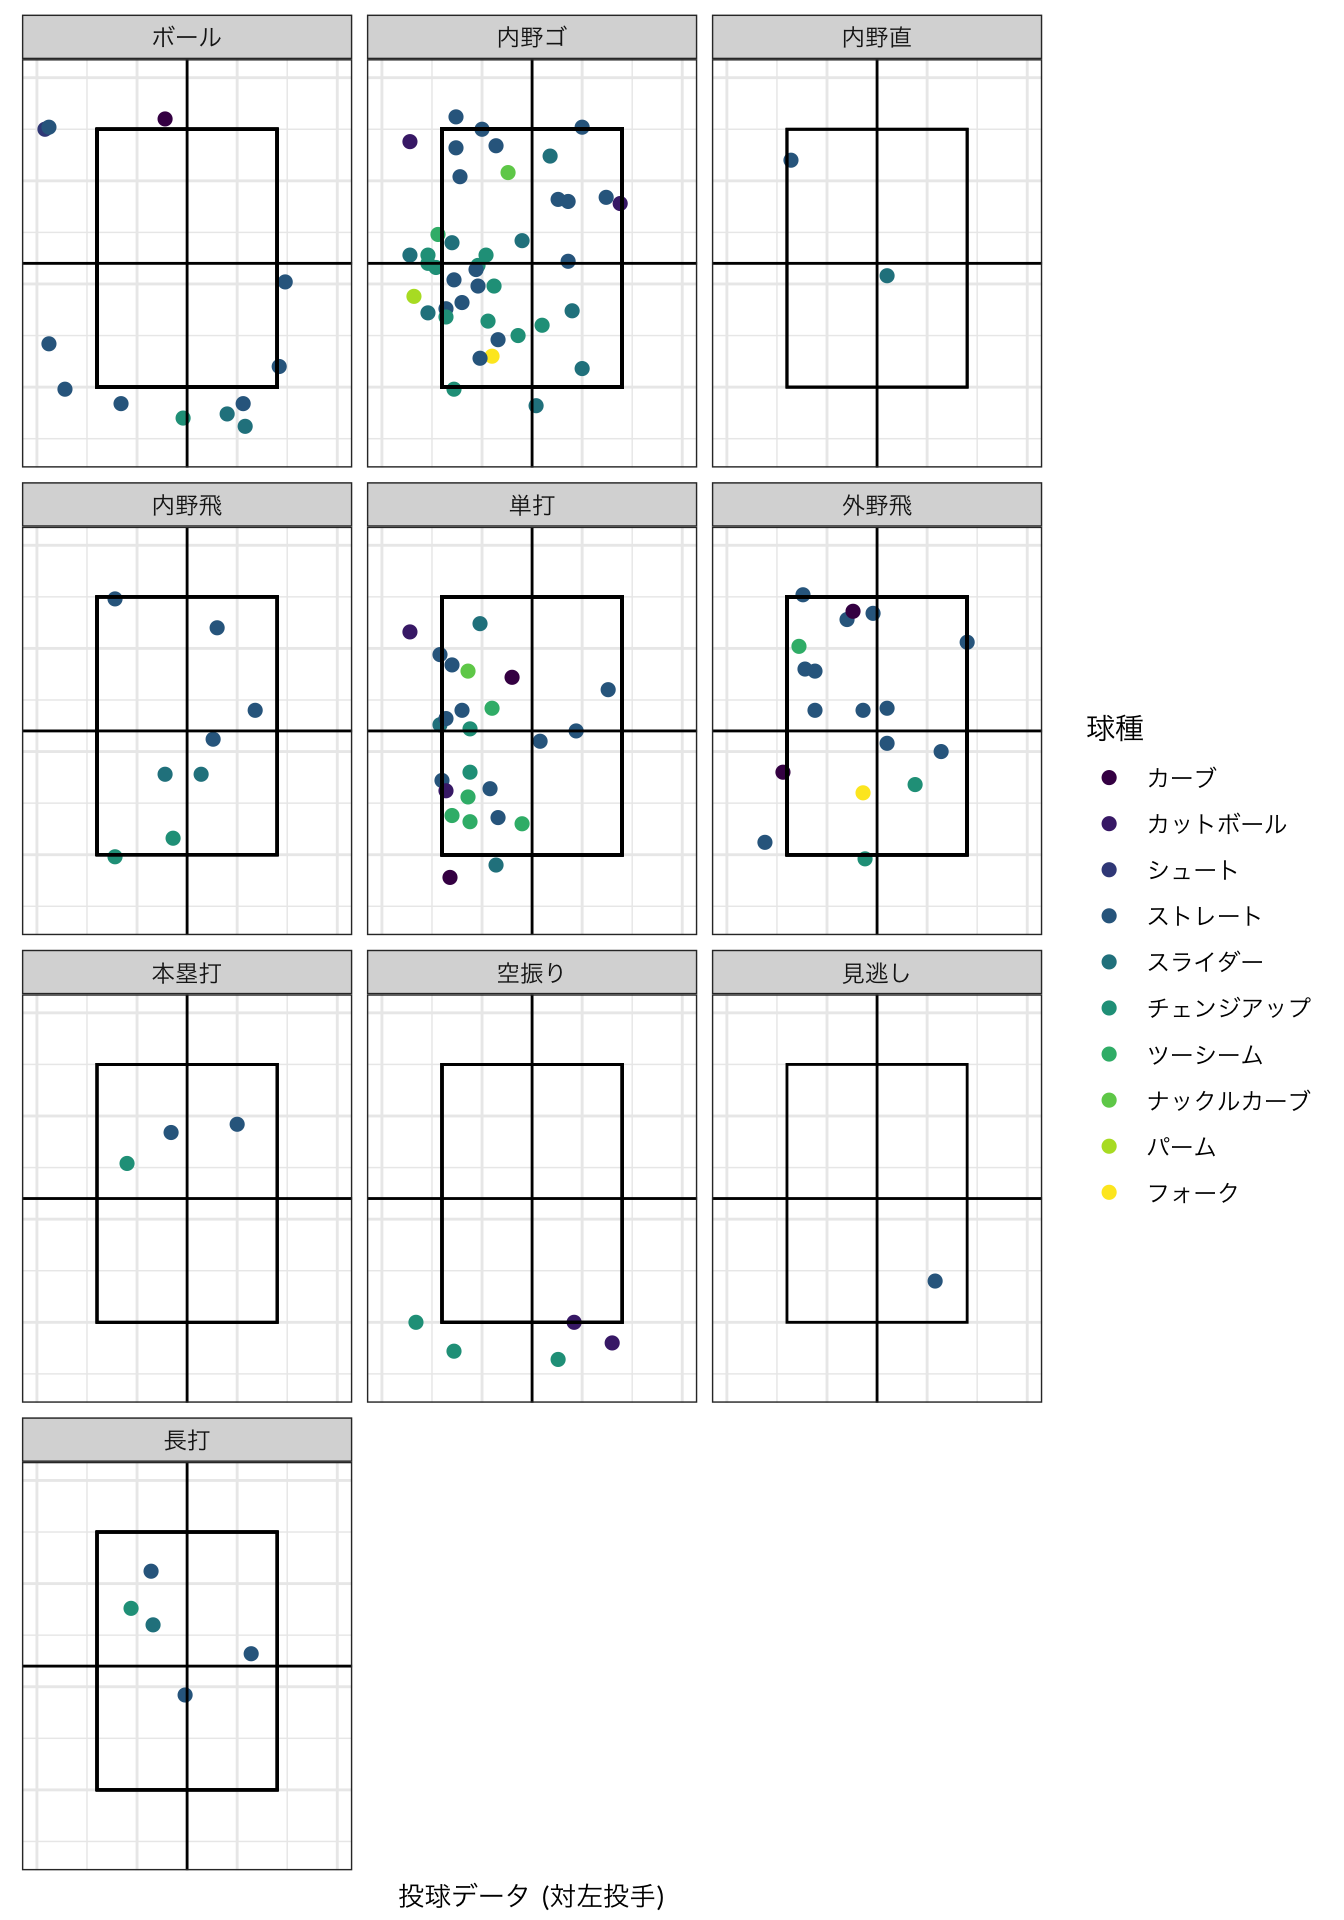 ボール
内野ゴ
内野直
内野飛
単打
外野飛
本塁打
空振り
見逃し
長打
球種
カーブ
カットボール
シュート
ストレート
スライダー
チェンジアップ
ツーシーム
ナックルカーブ
パーム
フォーク
投球データ (対左投手)